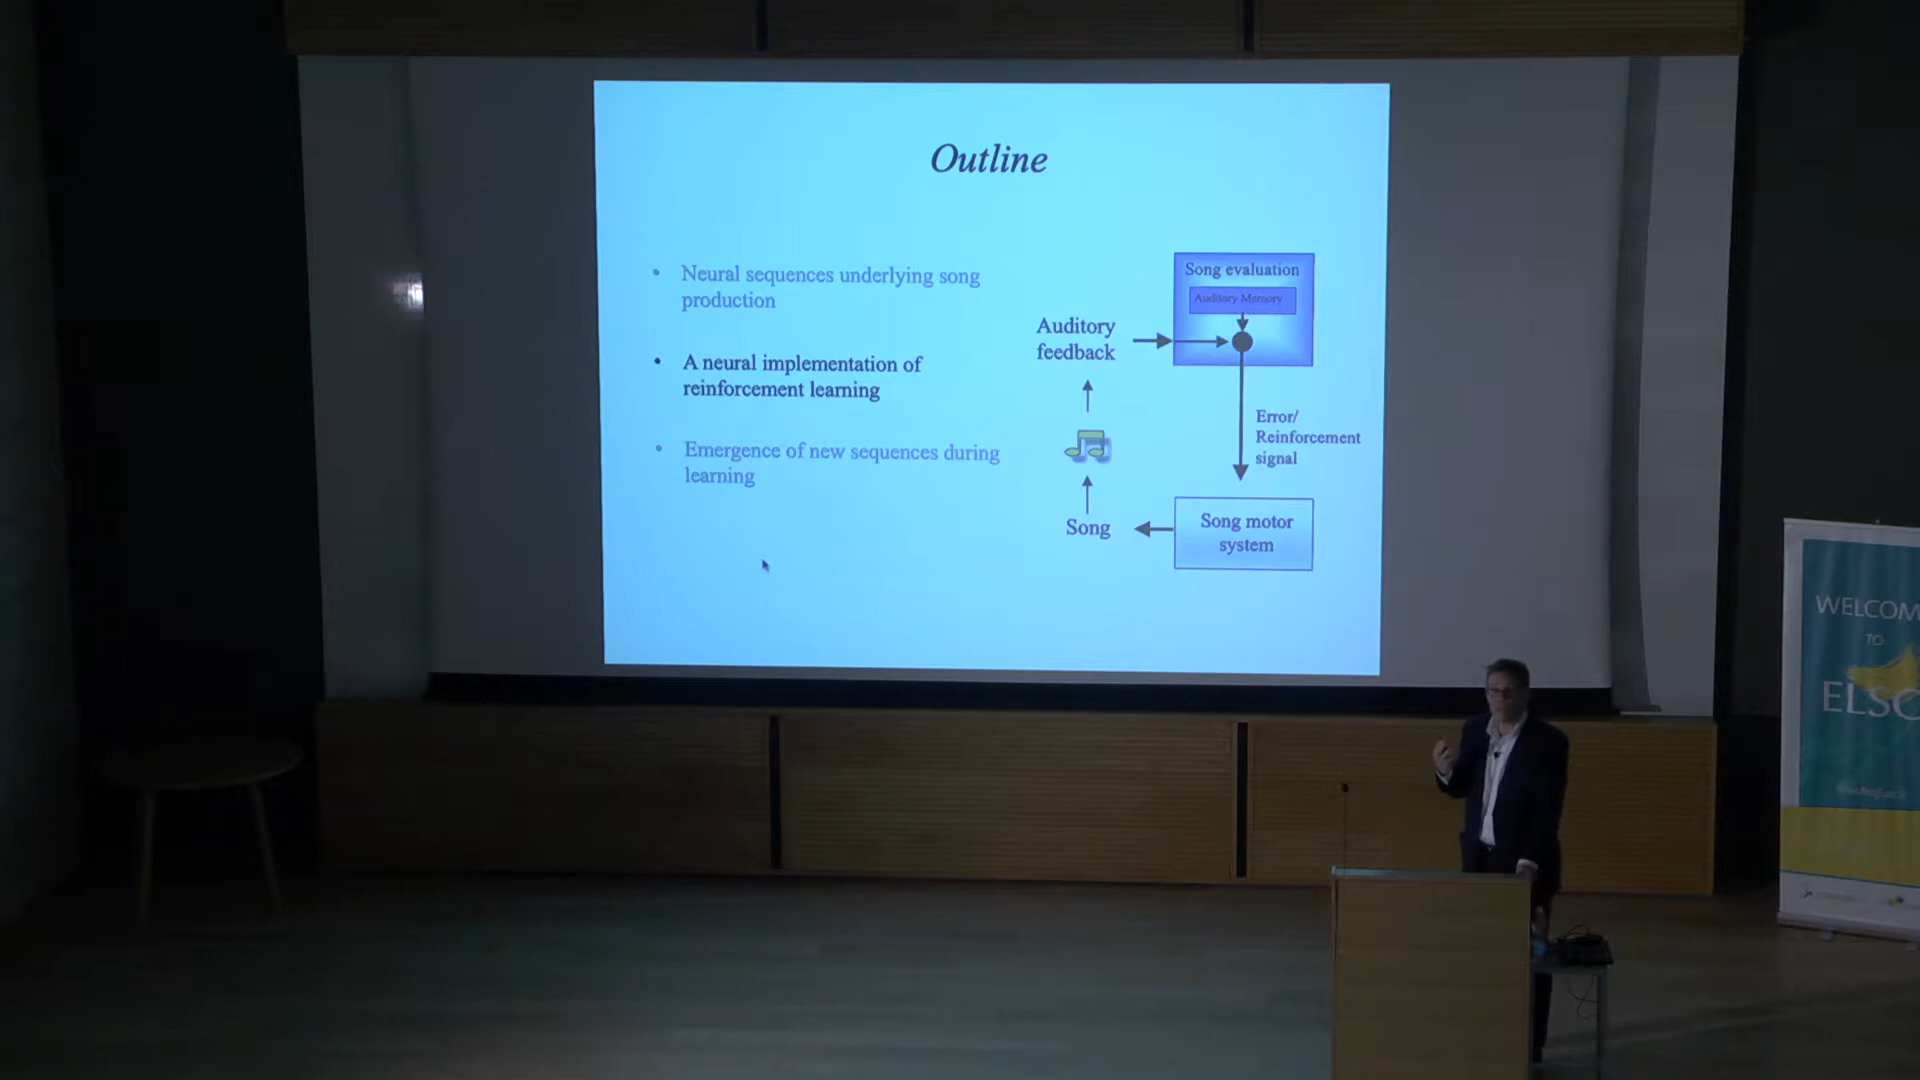 Outline
• Neural sequences underlying song
production
• A neural implementation of
reinforcement learning
• Emergence of new sequences during
learning
Song evaluation
Auditory Memory
Auditory
feedback
Error/
Reinforcement
signal
Song
Song motor
system
WELCOM
TO
ELSC